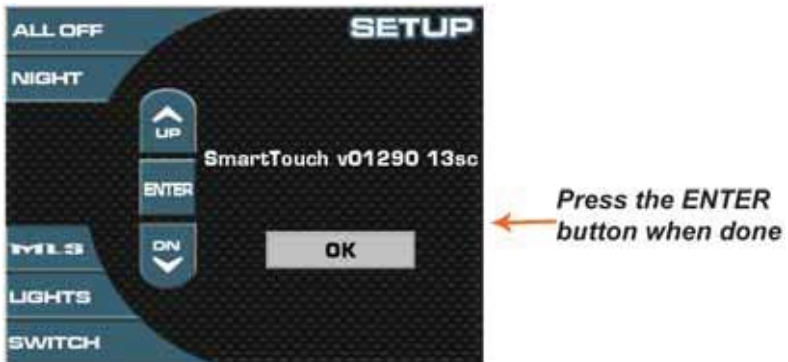 ALL OFF
SETUP
NIGHT
UP
SmartTouch v01290 13sc
ENTER
ON
OK
MLS
LIGHTS
SWITCH
Press the ENTER
button when done